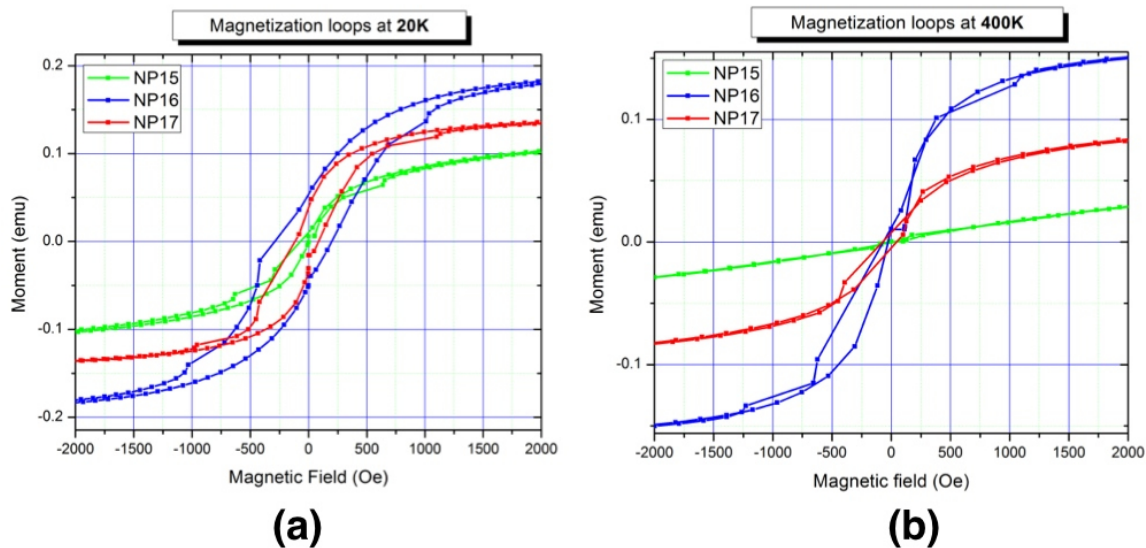 Magnetization loops at 20K
NP15
NP16
NP17
0.2
0.1
0.0
-0.1
-0.2
Moment (emu)
-2000 -1500 -1000 -500 0 500 1000 1500 2000
Magnetic Field (Oe)
(a)
Magnetization loops at 400K
NP15
NP16
NP17
0.1
0.0
-0.1
Moment (emu)
-2000 -1500 -1000 -500 0 500 1000 1500 2000
Magnetic field (Oe)
(b)